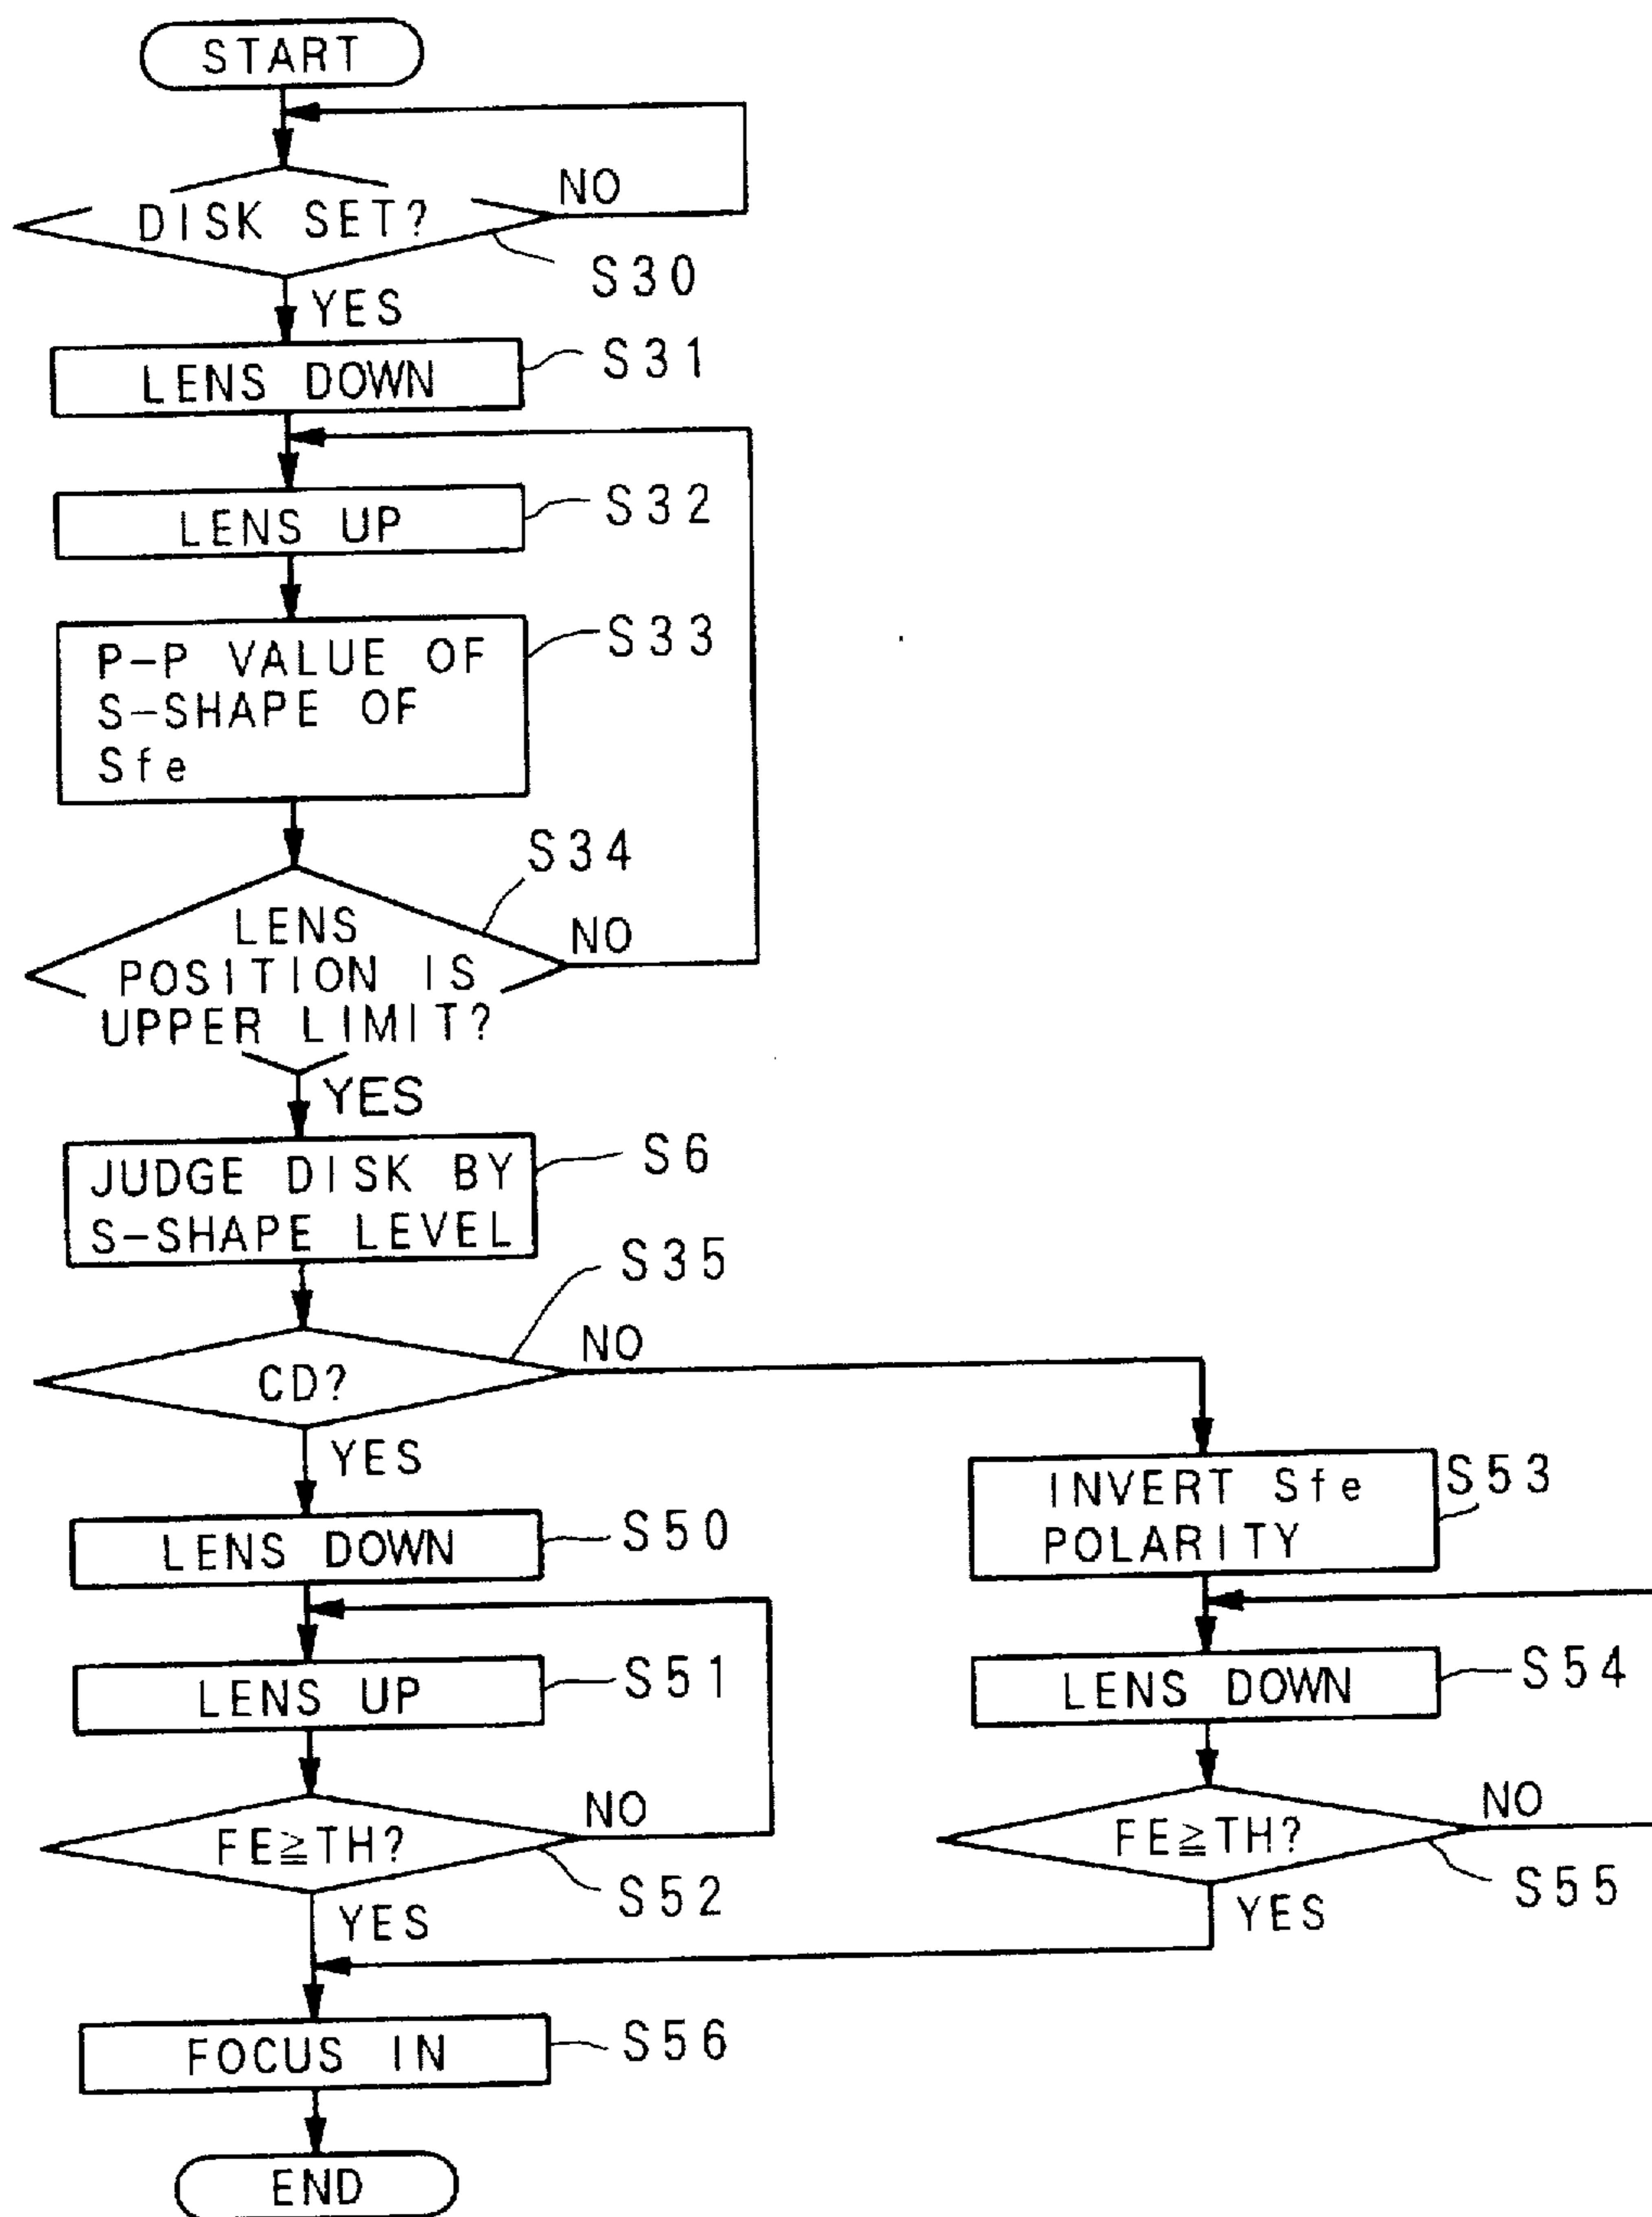 START
NO
DISK SET?
S30
YES
LENS DOWN
S31
LENS UP
S32
P-P VALUE OF
S-SHAPE OF
Sfe
S33
S34
LENS
POSITION IS
UPPER LIMIT?
NO
YES
JUDGE DISK BY
S-SHAPE LEVEL
S6
S35
CD?
NO
YES
INVERT Sfe
POLARITY
S53
LENS DOWN
S50
LENS UP
S51
LENS DOWN
S54
FE≧TH?
NO
S52
YES
FE≧TH?
NO
S55
YES
FOCUS IN
S56
END